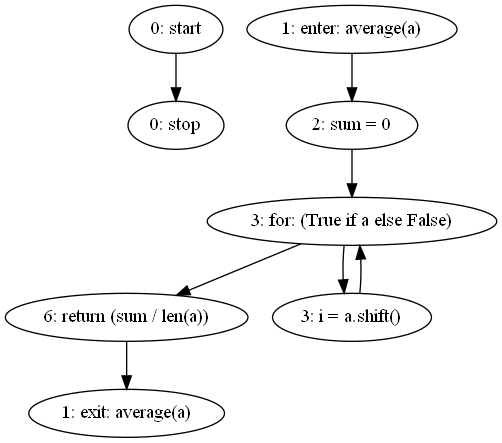 0: start
1: enter: average(a)
0: stop
2: sum = 0
3: for: (True if a else False)
6: return (sum / len(a))
3: i = a.shift()
1: exit: average(a)